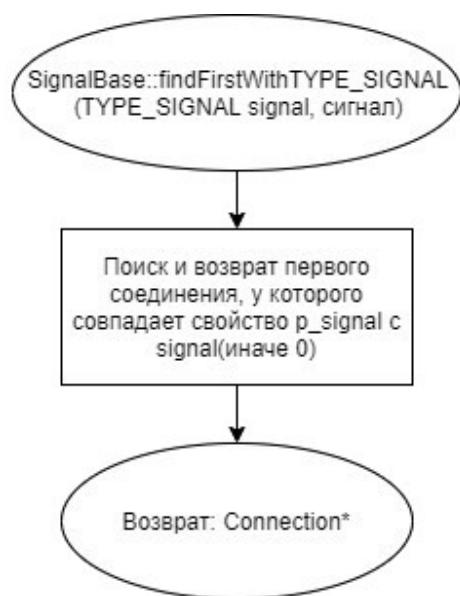 SignalBase::findFirstWithTYPE_SIGNAL
(TYPE_SIGNAL signal, сигнал)
Поиск и возврат первого
соединения, у которого
совпадает свойство p_signal с
signal(иначе 0)
Возврат: Connection*